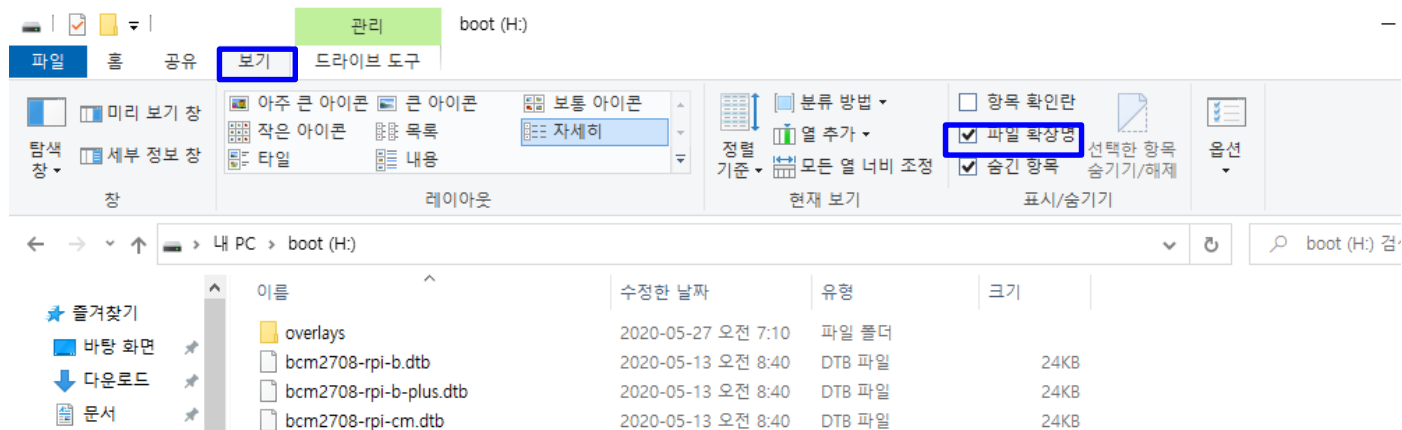 관리 boot (H:)
파일 홈 공유 보기 드라이브 도구
아주 큰 아이콘 큰 아이콘 보통 아이콘 분류 방법 항목 확인란
미리 보기 창 작은 아이콘 목록 자세히 열 추가 파일 확장명
탐색 창 세부 정보 창 타일 내용 정렬 기준 모든 열 너비 조정 숨긴 항목 선택한 항목 숨기기/해제 옵션
창 레이아웃 현재 보기 표시/숨기기
내 PC boot (H:) boot (H:)
이름 수정한 날짜 유형 크기
즐겨찾기
overlays 2020-05-27 오전 7:10 파일 폴더
바탕 화면
bcm2708-rpi-b.dtb 2020-05-13 오전 8:40 DTB 파일 24KB
다운로드
bcm2708-rpi-b-plus.dtb 2020-05-13 오전 8:40 DTB 파일 24KB
문서
bcm2708-rpi-cm.dtb 2020-05-13 오전 8:40 DTB 파일 24KB